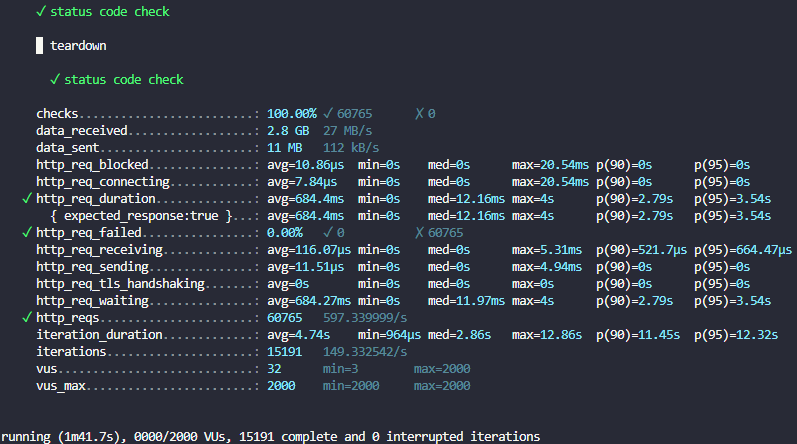 ✓ status code check
█ teardown
✓ status code check
checks.........................: 100.00% ✓ 60765 ✗ 0
data_received..................: 2.8 GB 27 MB/s
data_sent......................: 11 MB 112 kB/s
http_req_blocked...............: avg=10.86µs min=0s med=0s max=20.54ms p(90)=0s p(95)=0s
http_req_connecting............: avg=7.84µs min=0s med=0s max=20.54ms p(90)=0s p(95)=0s
✓ http_req_duration..............: avg=684.4ms min=0s med=12.16ms max=4s p(90)=2.79s p(95)=3.54s
{ expected_response:true }...: avg=684.4ms min=0s med=12.16ms max=4s p(90)=2.79s p(95)=3.54s
✓ http_req_failed................: 0.00% ✓ 0 ✗ 60765
http_req_receiving.............: avg=116.07µs min=0s med=0s max=5.31ms p(90)=521.7µs p(95)=664.47µs
http_req_sending...............: avg=11.51µs min=0s med=0s max=4.94ms p(90)=0s p(95)=0s
http_req_tls_handshaking.......: avg=0s min=0s med=0s max=0s p(90)=0s p(95)=0s
http_req_waiting...............: avg=684.27ms min=0s med=11.97ms max=4s p(90)=2.79s p(95)=3.54s
✓ http_reqs......................: 60765 597.339999/s
iteration_duration.............: avg=4.74s min=964µs med=2.86s max=12.86s p(90)=11.45s p(95)=12.32s
iterations.....................: 15191 149.332542/s
vus............................: 32 min=3 max=2000
vus_max........................: 2000 min=2000 max=2000
running (1m41.7s), 0000/2000 VUs, 15191 complete and 0 interrupted iterations